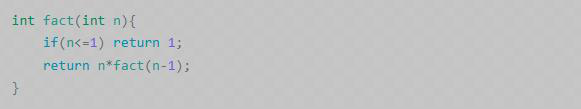 int fact(int n){
    if(n<=1) return 1;
    return n*fact(n-1);
}